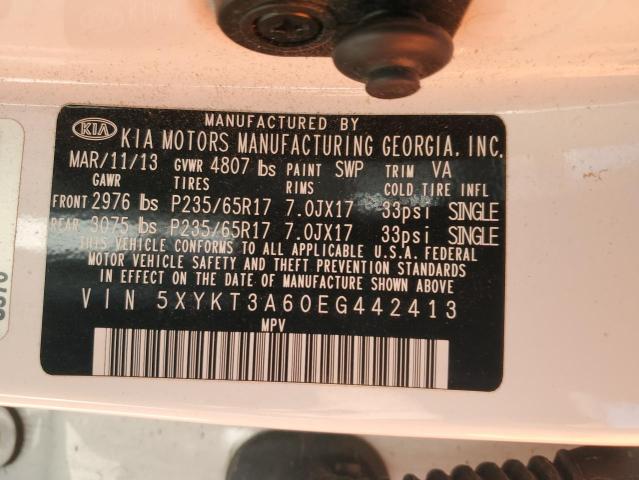 MANUFACTURED BY
KIA KIA MOTORS MANUFACTURING GEORGIA, INC.
MAR/11/13 GVWR 4807 lbs PAINT SWP TRIM VA
GAWR TIRES RIMS COLD TIRE INFL
FRONT 2976 lbs P235/65R17 7.0JX17 33psi SINGLE
REAR 3075 lbs P235/65R17 7.0JX17 33psi SINGLE
THIS VEHICLE CONFORMS TO ALL APPLICABLE U.S.A. FEDERAL
MOTOR VEHICLE SAFETY AND THEFT PREVENTION STANDARDS
IN EFFECT ON THE DATE OF MANUFACTURE SHOWN ABOVE.
VIN 5XYKT3A60EG442413
MPV